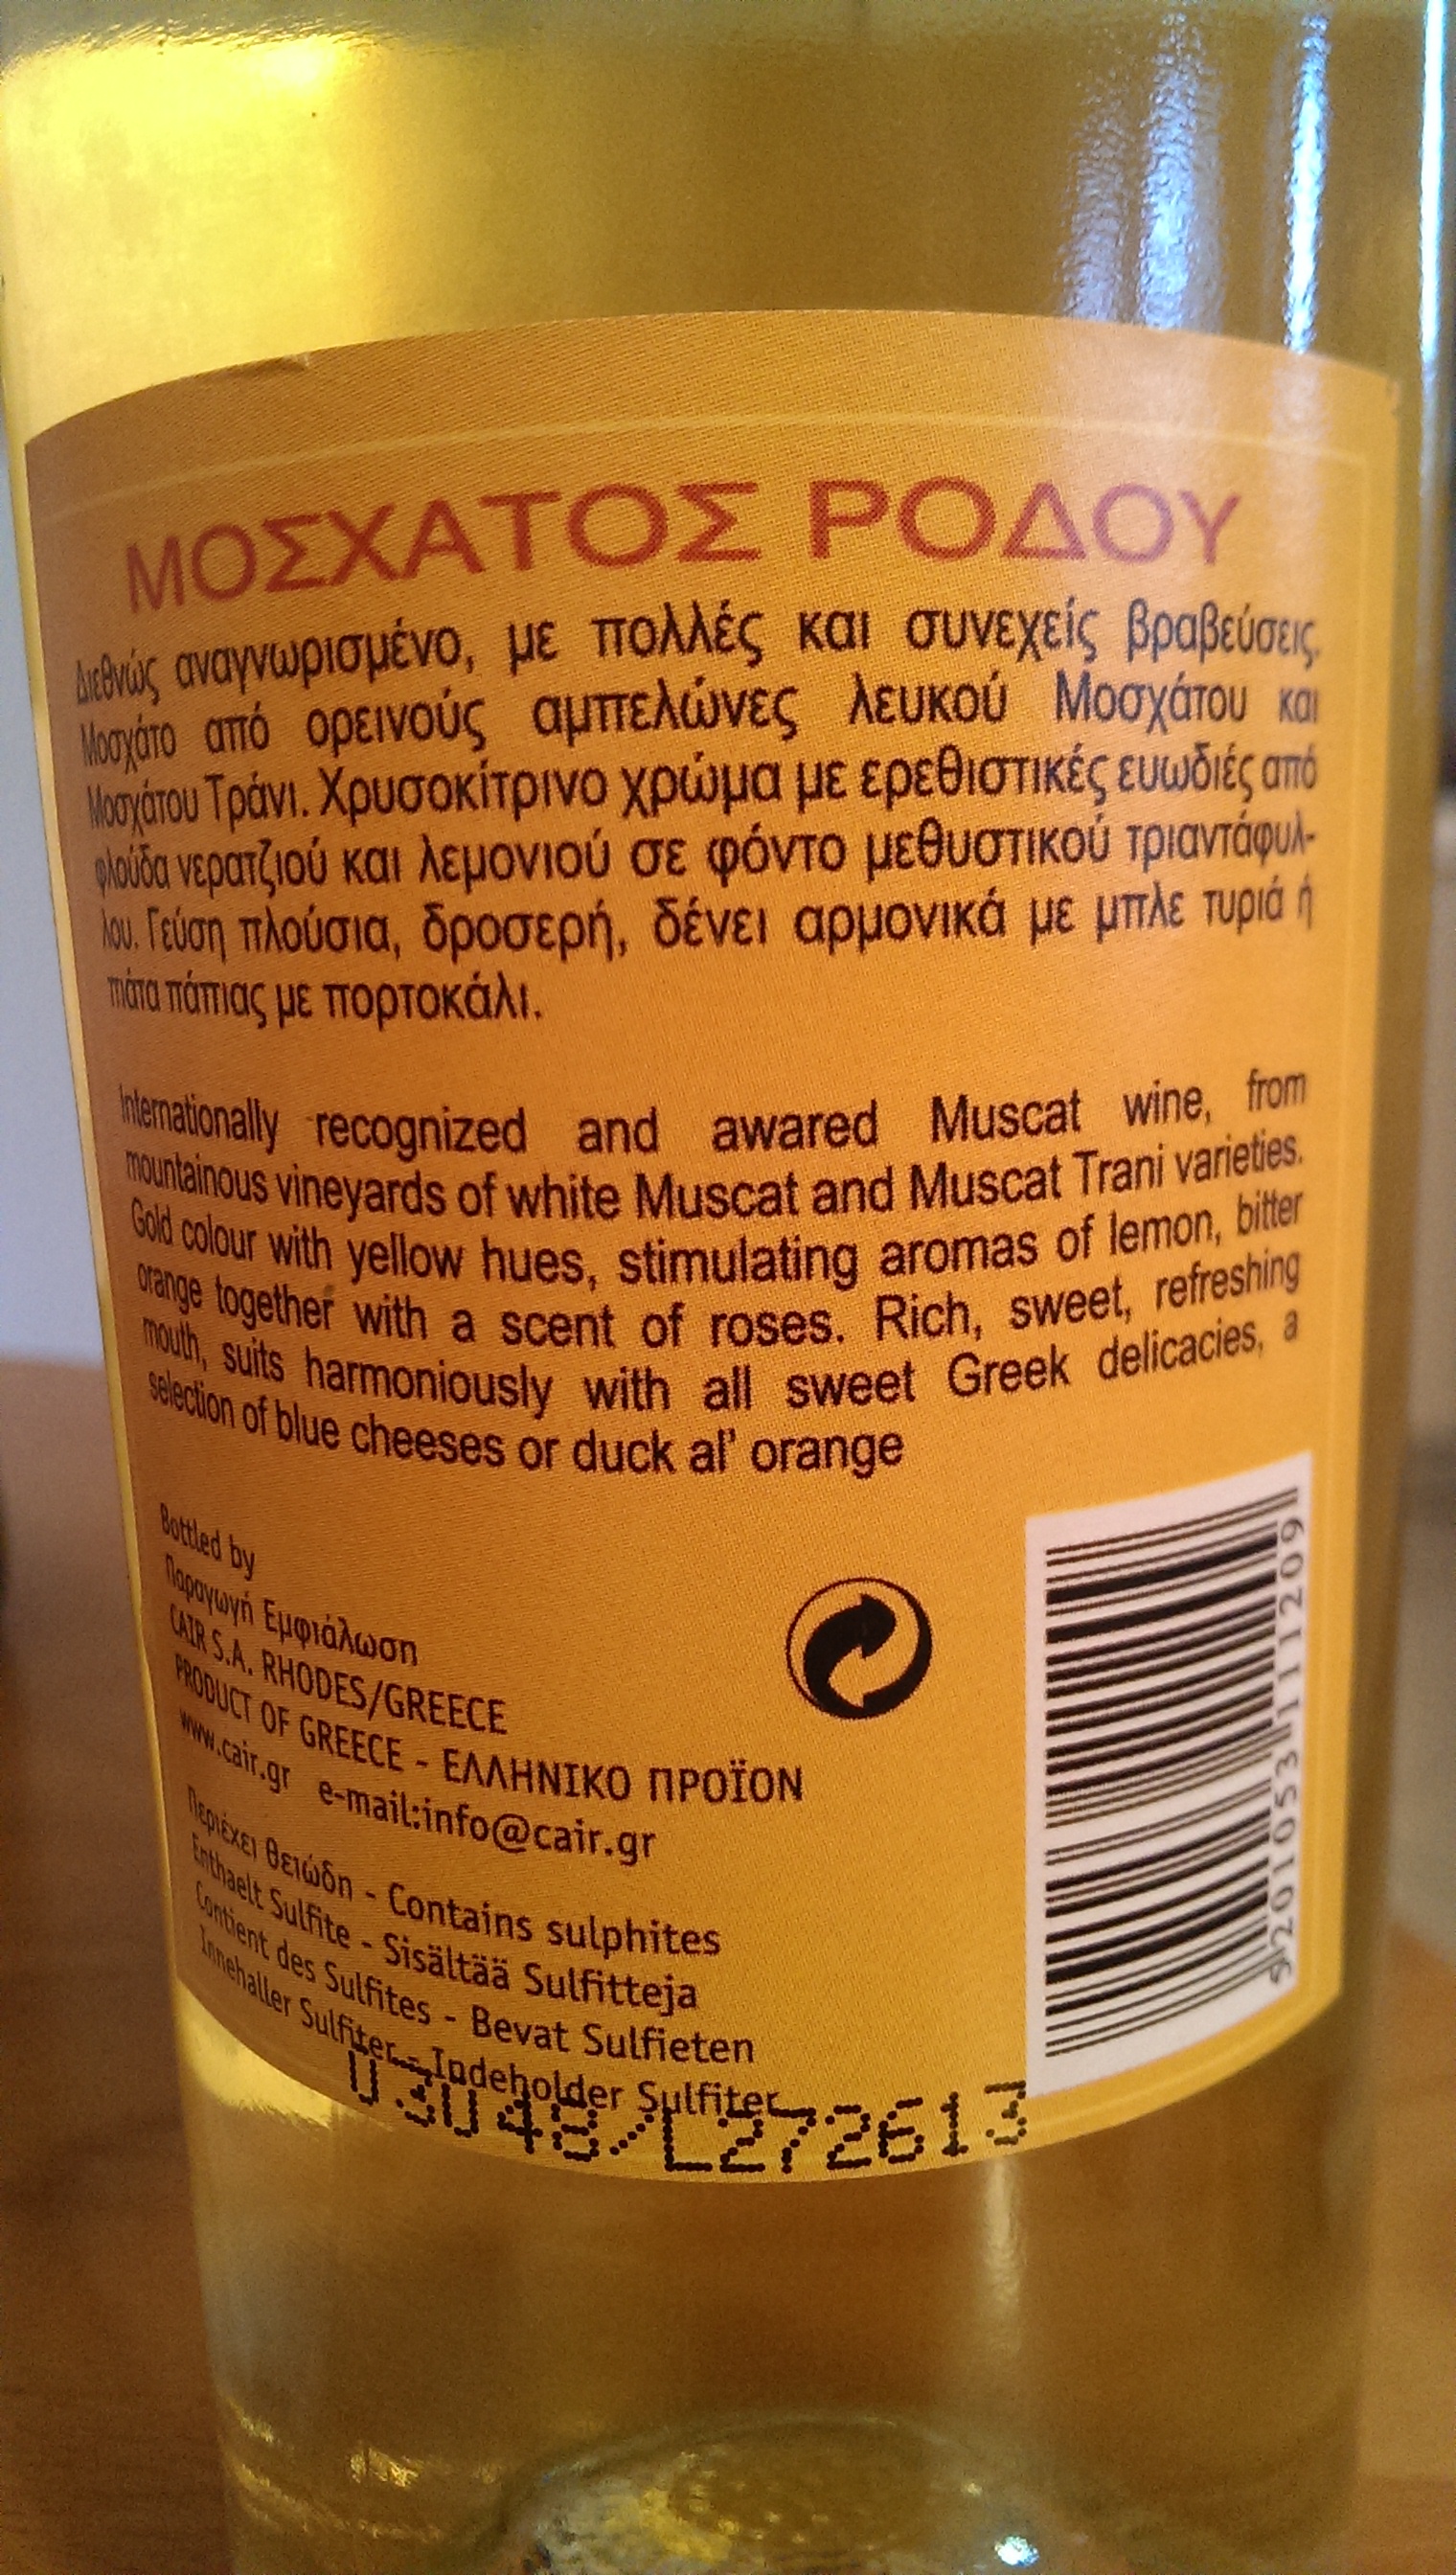 ΜΟΣΧΑΤΟΣ ΡΟΔΟΥ
Διεθνώς αναγνωρισμένο, με πολλές και συνεχείς βραβεύσεις.
Μοσχάτο από ορεινούς αμπελώνες λευκού Μοσχάτου και
Μοσχάτου Τράνι. Χρυσοκίτρινο χρώμα με ερεθιστικές ευωδιές από
φλούδα νερατζιού και λεμονιού σε φόντο μεθυστικού τριαντάφυλ-
λου. Γεύση πλούσια, δροσερή, δένει αρμονικά με μπλε τυριά ή
πιάτα πάπιας με πορτοκάλι.
Internationally recognized and awared Muscat wine, from
mountainous vineyards of white Muscat and Muscat Trani varieties.
Gold colour with yellow hues, stimulating aromas of lemon, bitter
orange together with a scent of roses. Rich, sweet, refreshing
mouth, suits harmoniously with all sweet Greek delicacies, a
selection of blue cheeses or duck al' orange
Bottled by
Παραγωγή Εμφιάλωση
CAIR S.A. RHODES/GREECE
PRODUCT OF GREECE - ΕΛΛΗΝΙΚΟ ΠΡΟΪΟΝ
www.cair.gr e-mail:info@cair.gr
Περιέχει θειώδη - Contains sulphites
Enthaelt Sulfite - Sisältää Sulfitteja
Contient des Sulfites - Bevat Sulfieten
Innehaller Sulfiter - Indeholder Sulfiter
03048/L272613
5201053111209